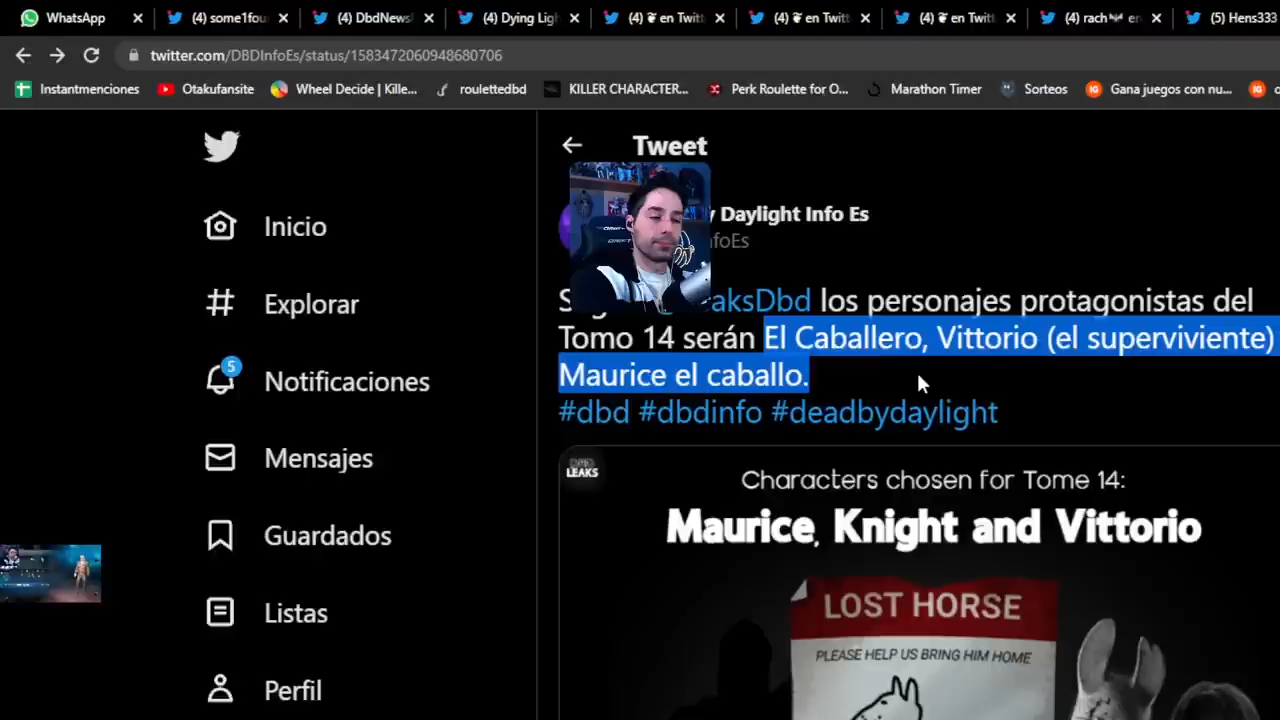 WhatsApp
(4) some1fou
(4) DbdNews
(4) Dying Lig
(4) ❦ en Twitt
(4) ❦ en Twitt
(4) ❦ en Twitt
(4) rach en
(5) Hens333
twitter.com/DBDInfoEs/status/1583472060948680706
Instantmenciones
Otakufansite
Wheel Decide | Kille...
roulettedbd
KILLER CHARACTER...
Perk Roulette for O...
Marathon Timer
Sorteos
Gana juegos con nu...
Tweet
y Daylight Info Es
nfoEs
Inicio
Explorar
5
Notificaciones
Mensajes
Guardados
Listas
Perfil
aksDbd los personajes protagonistas del
Tomo 14 serán El Caballero, Vittorio (el superviviente)
Maurice el caballo.
#dbd #dbdinfo #deadbydaylight
LEAKS
Characters chosen for Tome 14:
Maurice, Knight and Vittorio
LOST HORSE
PLEASE HELP US BRING HIM HOME